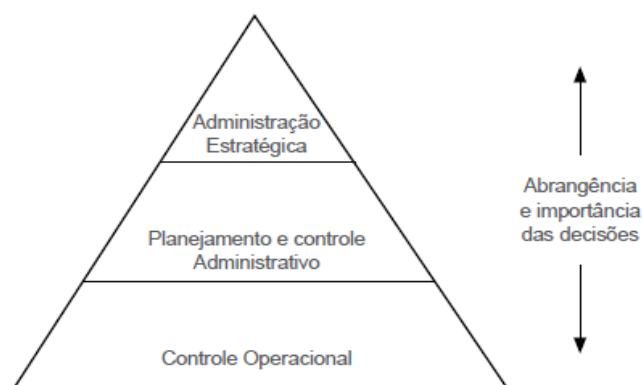 Administração
Estratégica
Abrangência
e importância
das decisões
Planejamento e controle
Administrativo
Controle Operacional